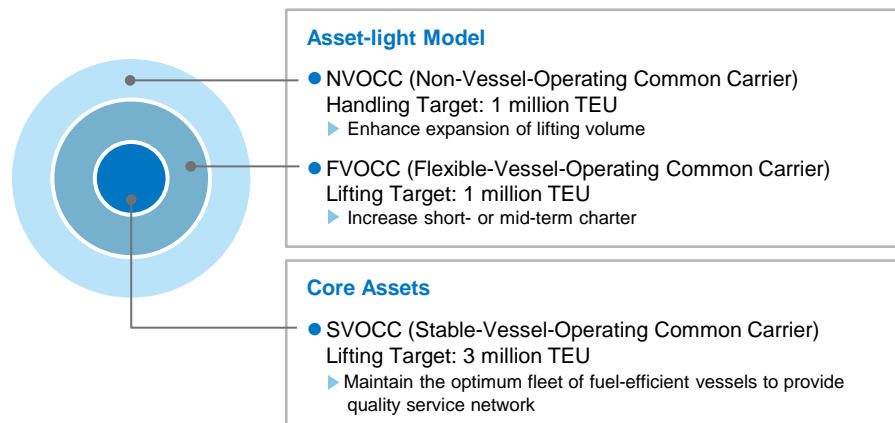 Asset-light Model
● NVOCC (Non-Vessel-Operating Common Carrier)
Handling Target: 1 million TEU
▶ Enhance expansion of lifting volume
● FVOCC (Flexible-Vessel-Operating Common Carrier)
Lifting Target: 1 million TEU
▶ Increase short- or mid-term charter
Core Assets
● SVOCC (Stable-Vessel-Operating Common Carrier)
Lifting Target: 3 million TEU
▶ Maintain the optimum fleet of fuel-efficient vessels to provide
quality service network